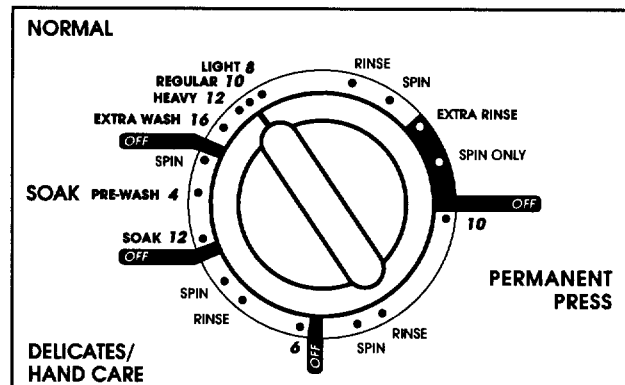 NORMAL
LIGHT 8
REGULAR 10
HEAVY 12
EXTRA WASH 16
OFF
SPIN
SOAK
PRE-WASH 4
SOAK 12
OFF
SPIN
RINSE
DELICATES/
HAND CARE
6
OFF
SPIN
RINSE
PERMANENT
PRESS
10
OFF
SPIN ONLY
EXTRA RINSE
SPIN
RINSE